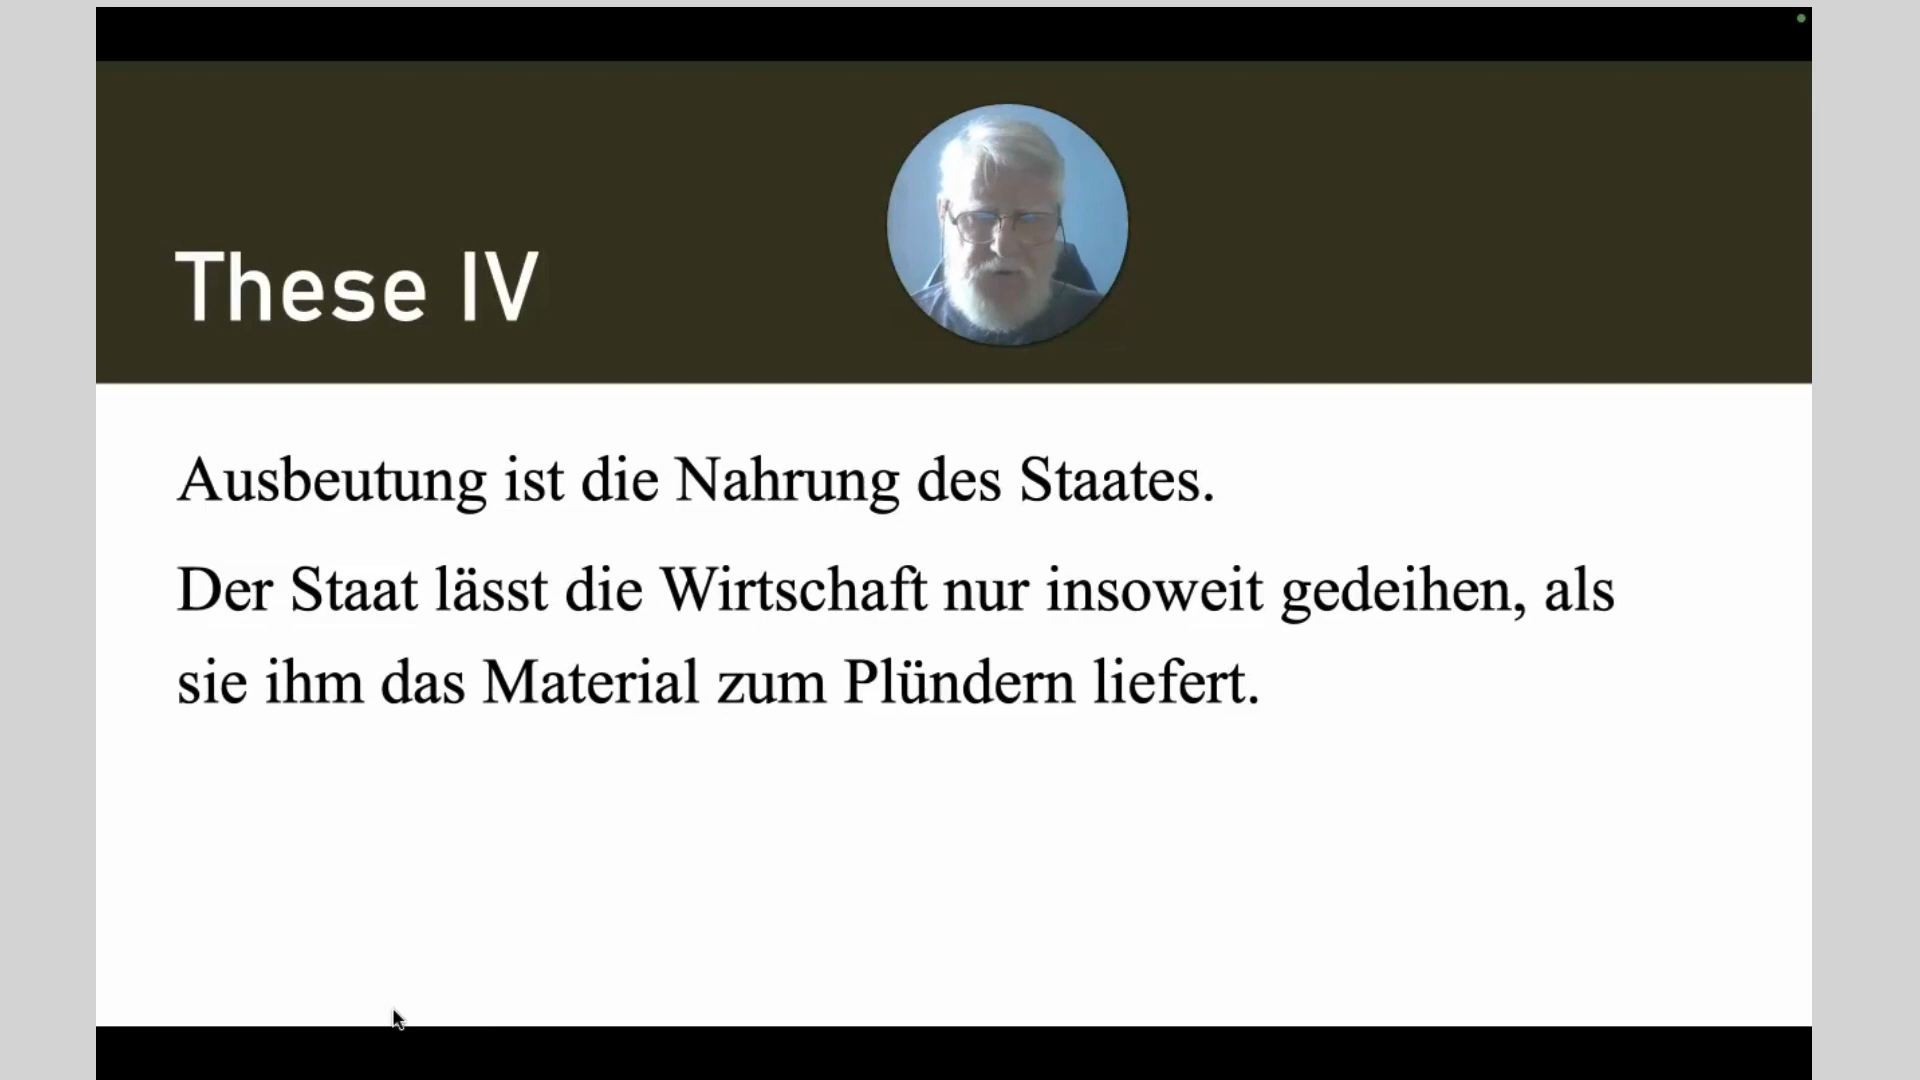 These IV
Ausbeutung ist die Nahrung des Staates.
Der Staat lässt die Wirtschaft nur insoweit gedeihen, als
sie ihm das Material zum Plündern liefert.